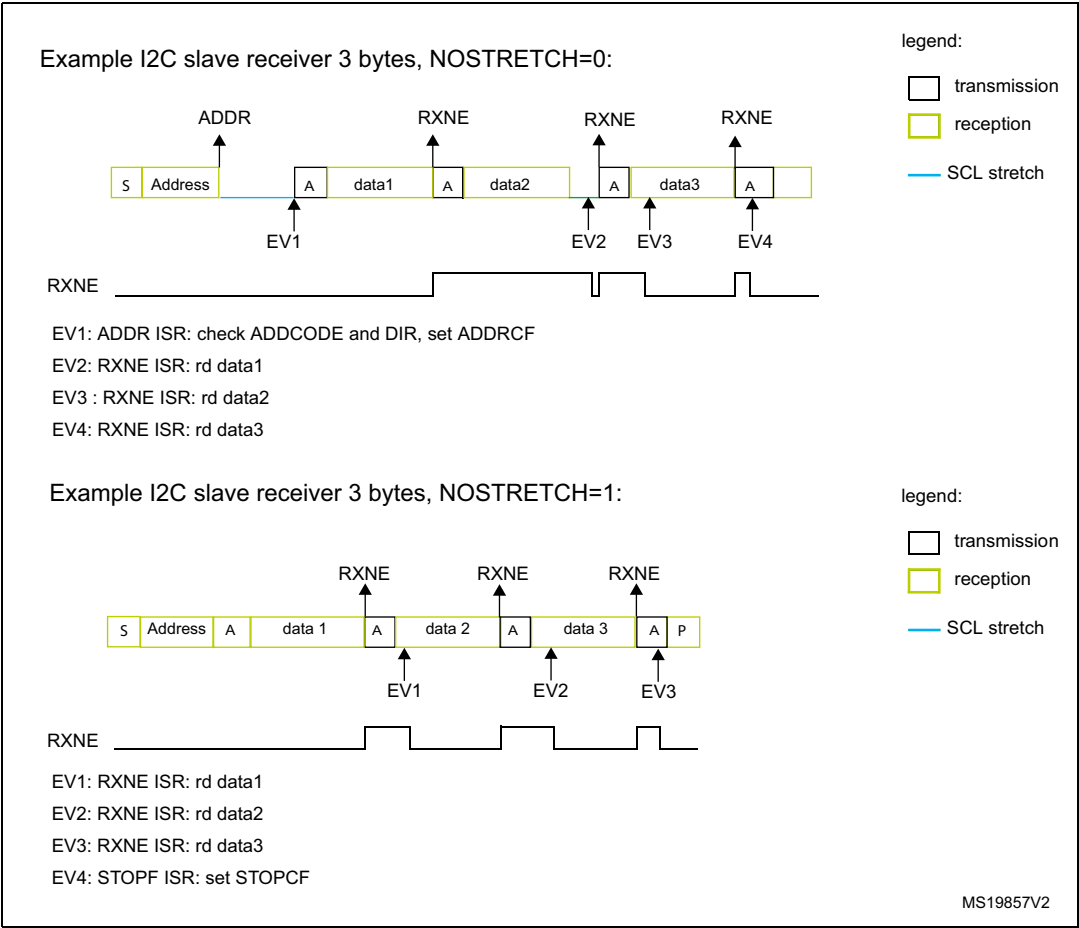 Example I2C slave receiver 3 bytes, NOSTRETCH=0:
legend:
transmission
reception
SCL stretch
ADDR RXNE RXNE RXNE
S Address A data1 A data2 A data3 A
EV1 EV2 EV3 EV4
RXNE
EV1: ADDR ISR: check ADDCODE and DIR, set ADDRCF
EV2: RXNE ISR: rd data1
EV3 : RXNE ISR: rd data2
EV4: RXNE ISR: rd data3
Example I2C slave receiver 3 bytes, NOSTRETCH=1:
legend:
transmission
reception
SCL stretch
RXNE RXNE RXNE
S Address A data 1 A data 2 A data 3 A P
EV1 EV2 EV3
RXNE
EV1: RXNE ISR: rd data1
EV2: RXNE ISR: rd data2
EV3: RXNE ISR: rd data3
EV4: STOPF ISR: set STOPCF
MS19857V2